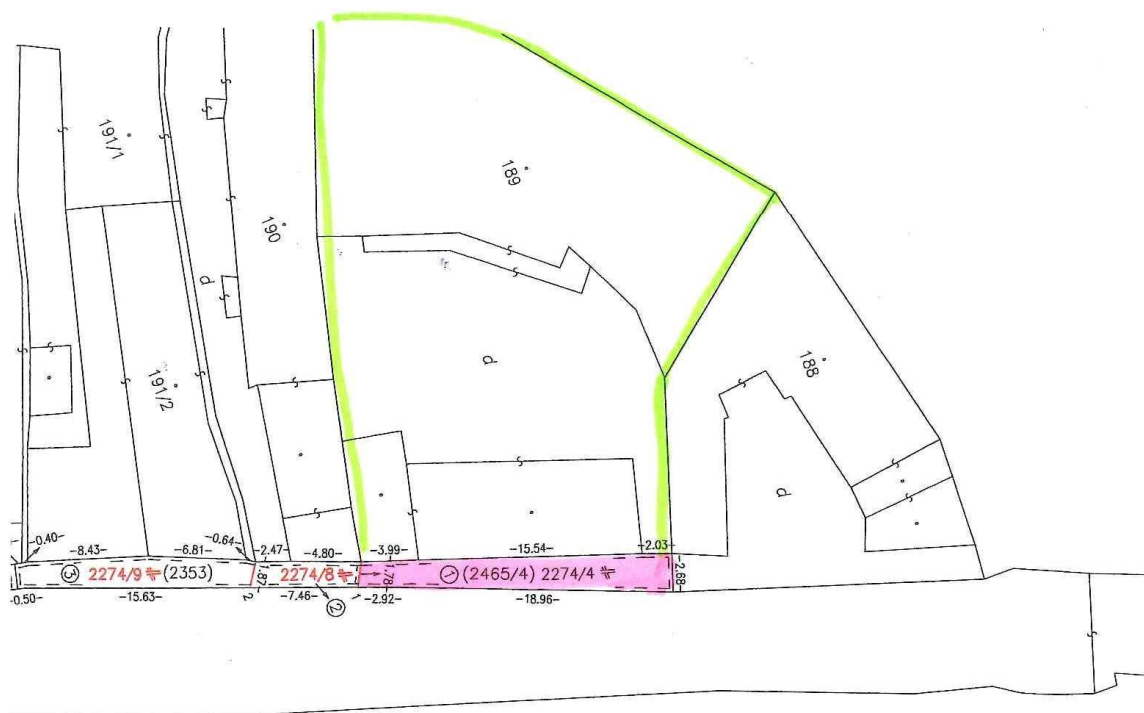 191/1
189
190
d
188
d
191/2
d
-0.40- -8.43- -6.81- -0.64- -2.47- -4.80- -3.99- -15.54- -2.03-
③ 2274/9 (2353) 1.87 2274/8 1.78 ① (2465/4) 2274/4 -2.68-
-0.50- -15.63- 2 -7.46- ② -2.92- -18.96-